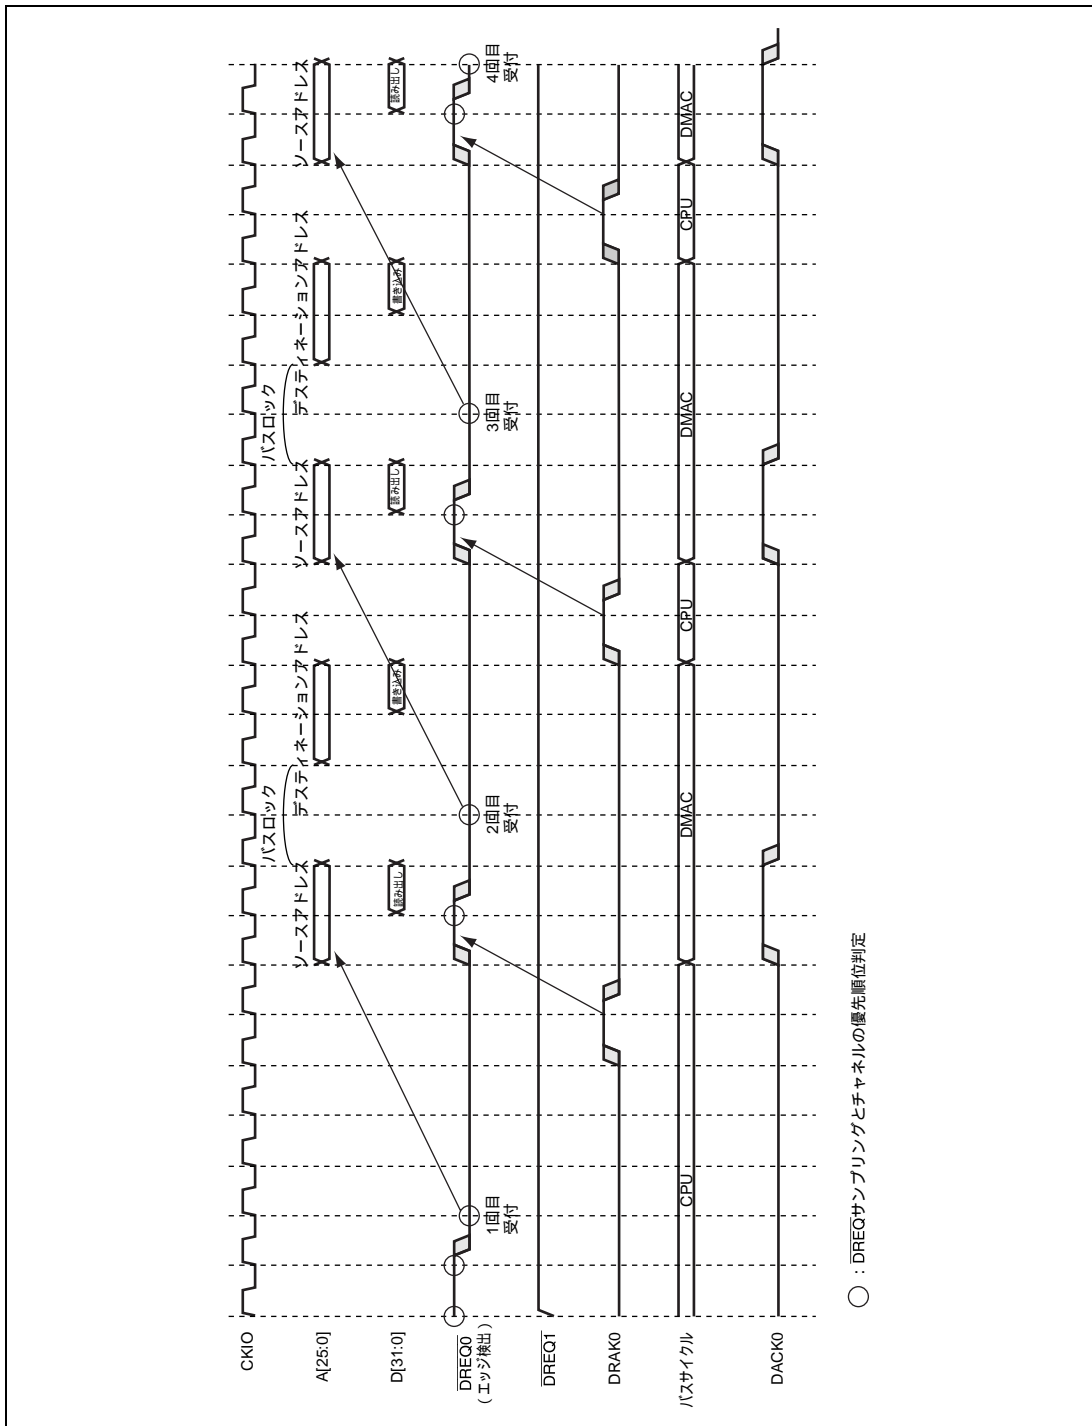 CKIO
ソースアドレス
バスロック
デスティネーションアドレス
ソースアドレス
バスロック
デスティネーションアドレス
ソースアドレス
A[25:0]
D[31:0]
読み出し
書き込み
読み出し
書き込み
読み出し
DREQ0
(エッジ検出)
1回目
受付
2回目
受付
3回目
受付
4回目
受付
DREQ1
DRAK0
バスサイクル
CPU
DMAC
CPU
DMAC
CPU
DMAC
DACK0
○ : DREQサンプリングとチャネルの優先順位判定